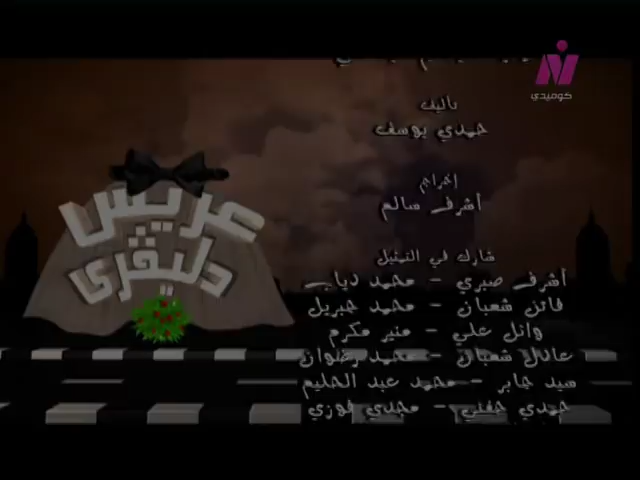 كوميدي
تأليف
حمدي يوسف
إخراج
أشرف سالم
عريس
دليڤرى
شارك في التمثيل
أشرف صبري - محمد دياب
فاتن شعبان - محمد جبريل
وائل علي - منير مكرم
عادل شعبان - محمد رضوان
سيد جابر - محمد عبد الحليم
حمدي حفني - مجدي فوزي